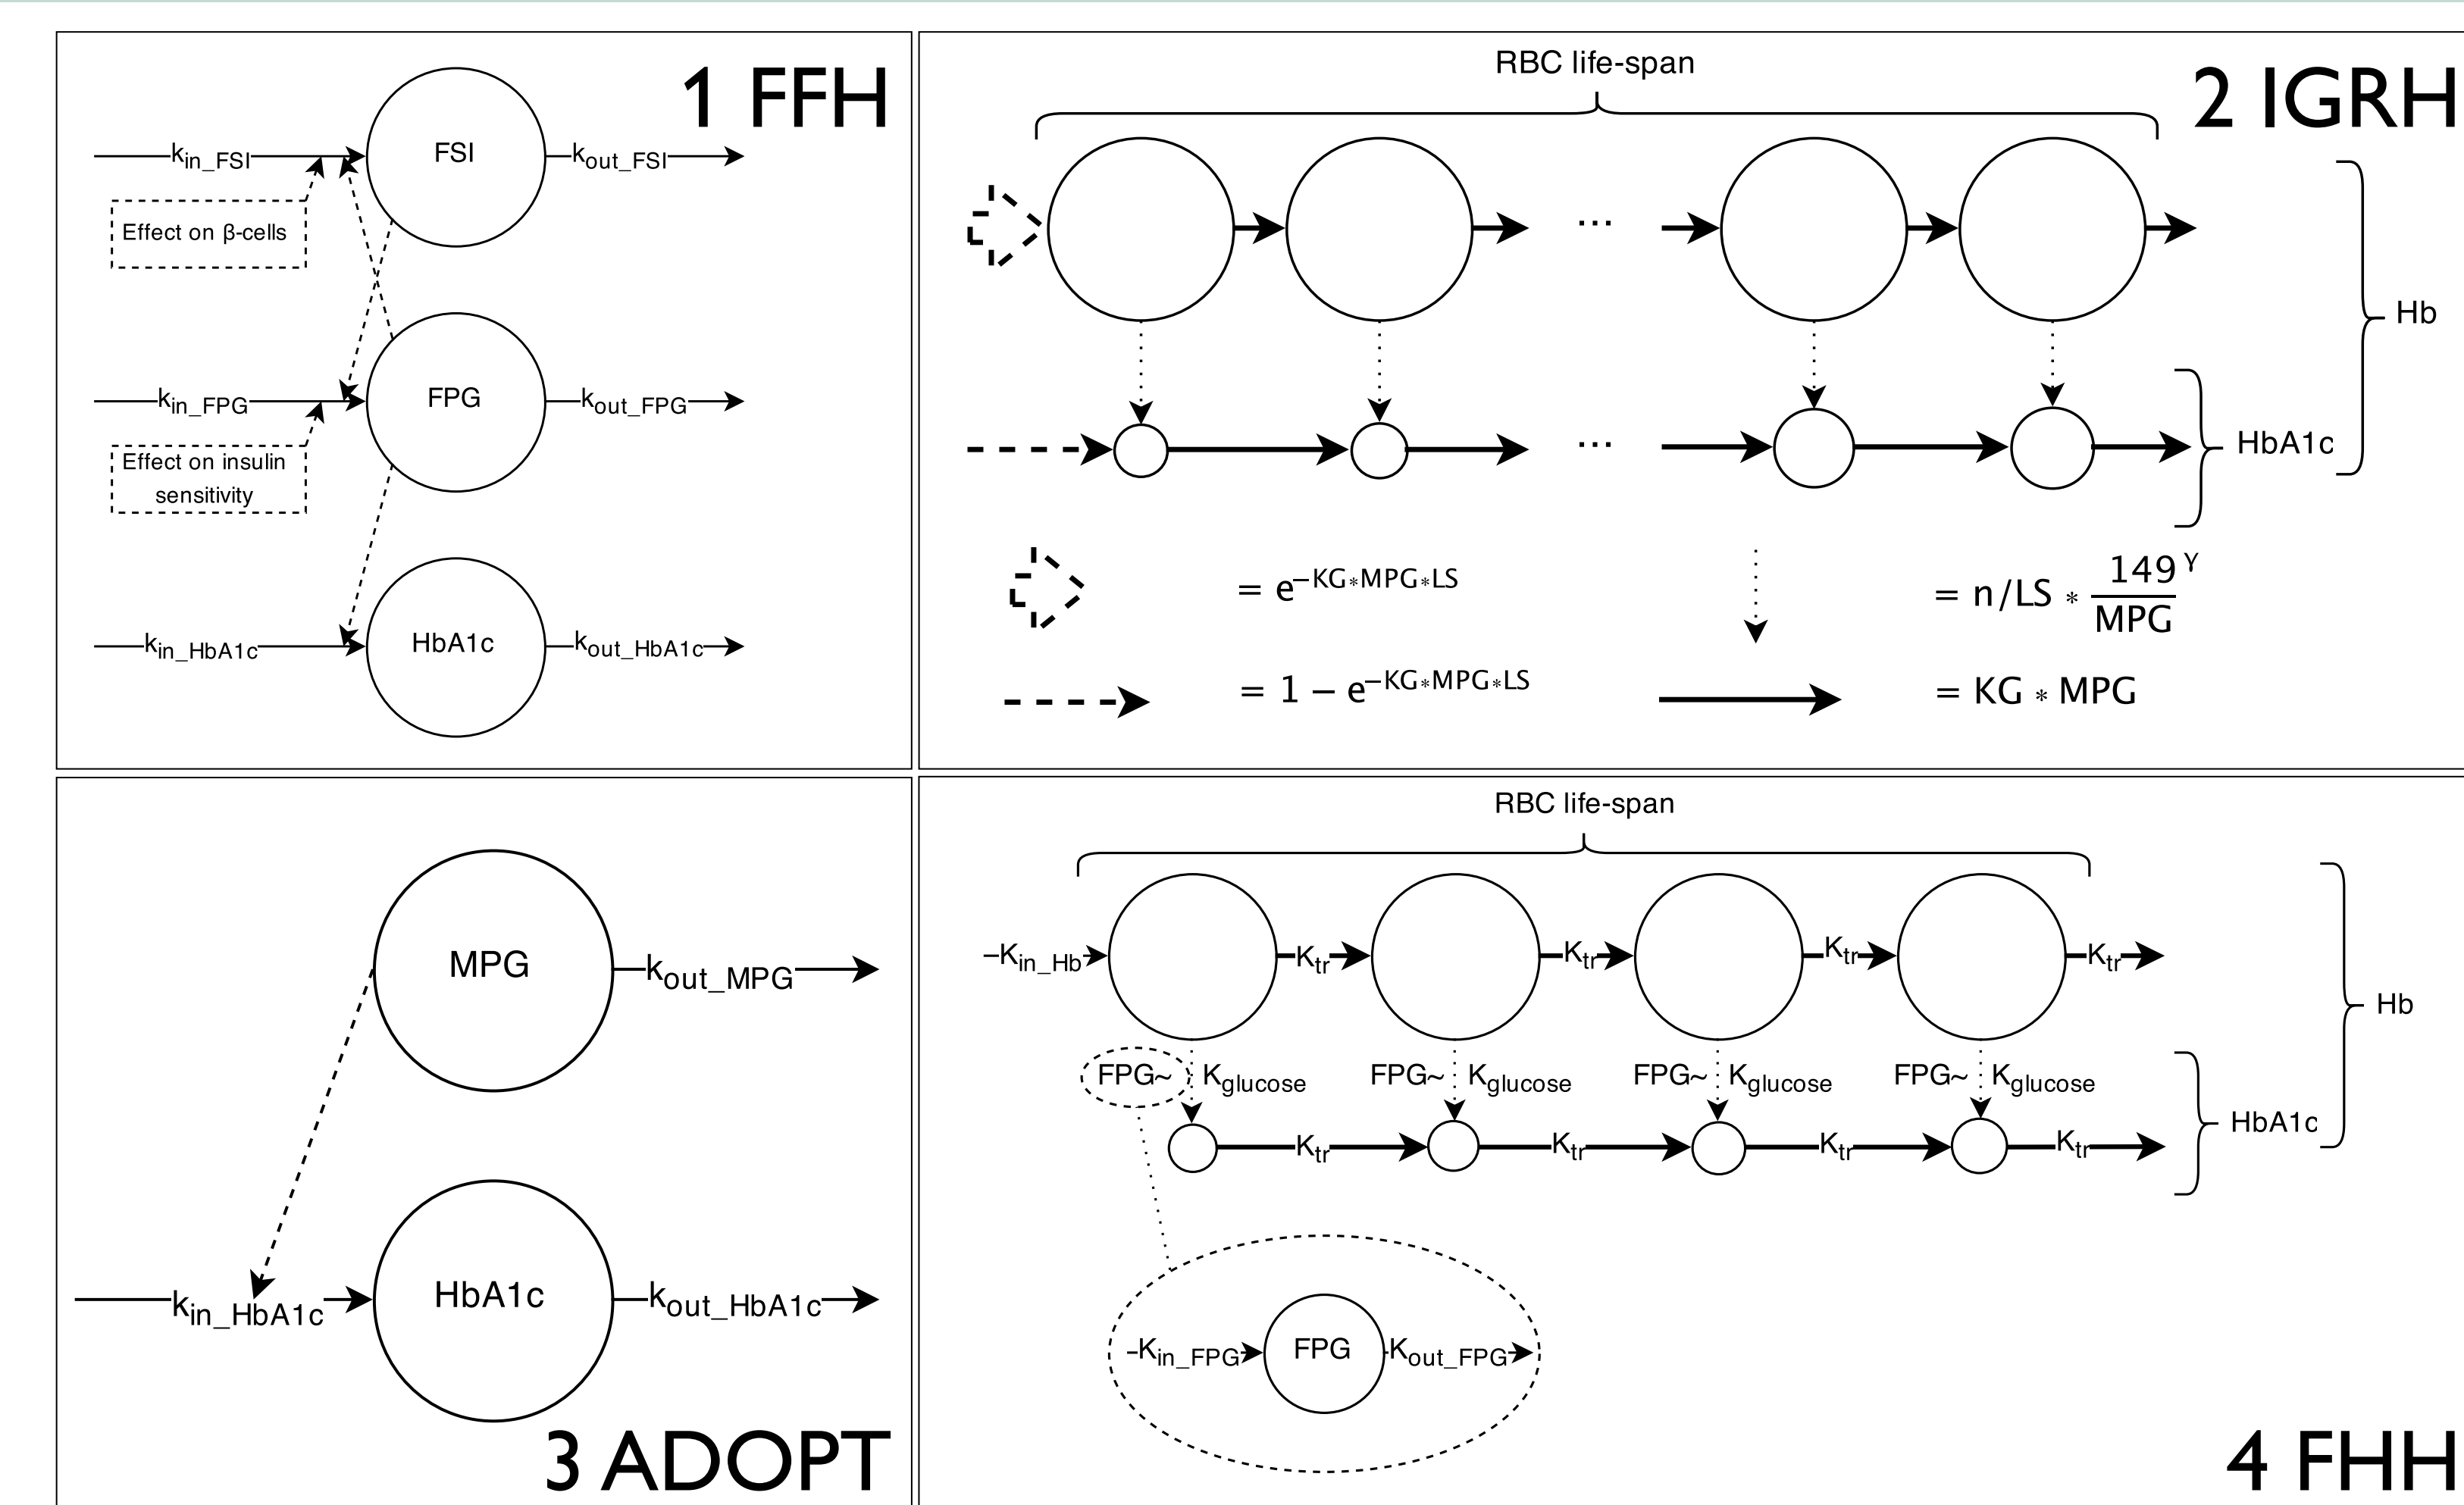 1 FFH
k_in_FSI
FSI
k_out_FSI
Effect on β-cells
k_in_FPG
FPG
k_out_FPG
Effect on insulin
sensitivity
k_in_HbA1c
HbA1c
k_out_HbA1c
RBC life-span
2 IGRH
...
Hb
...
HbA1c
= e^−KG*MPG*LS
= n/LS * 149^γ / MPG
= 1 − e^−KG*MPG*LS
= KG * MPG
MPG
k_out_MPG
k_in_HbA1c
HbA1c
k_out_HbA1c
3 ADOPT
RBC life-span
–K_in_Hb
K_tr K_tr K_tr K_tr
Hb
FPG~ K_glucose FPG~ K_glucose FPG~ K_glucose FPG~ K_glucose
HbA1c
K_tr K_tr K_tr K_tr
–K_in_FPG
FPG
K_out_FPG
4 FHH